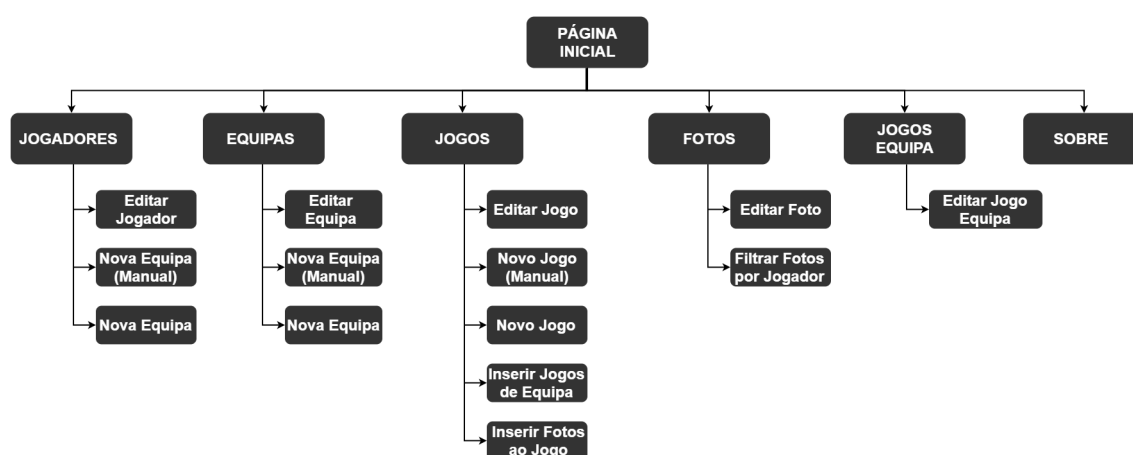 PÁGINA
INICIAL
JOGADORES
EQUIPAS
JOGOS
FOTOS
JOGOS
EQUIPA
SOBRE
Editar
Jogador
Nova Equipa
(Manual)
Nova Equipa
Editar
Equipa
Nova Equipa
(Manual)
Nova Equipa
Editar Jogo
Novo Jogo
(Manual)
Novo Jogo
Inserir Jogos
de Equipa
Inserir Fotos
ao Jogo
Editar Foto
Filtrar Fotos
por Jogador
Editar Jogo
Equipa